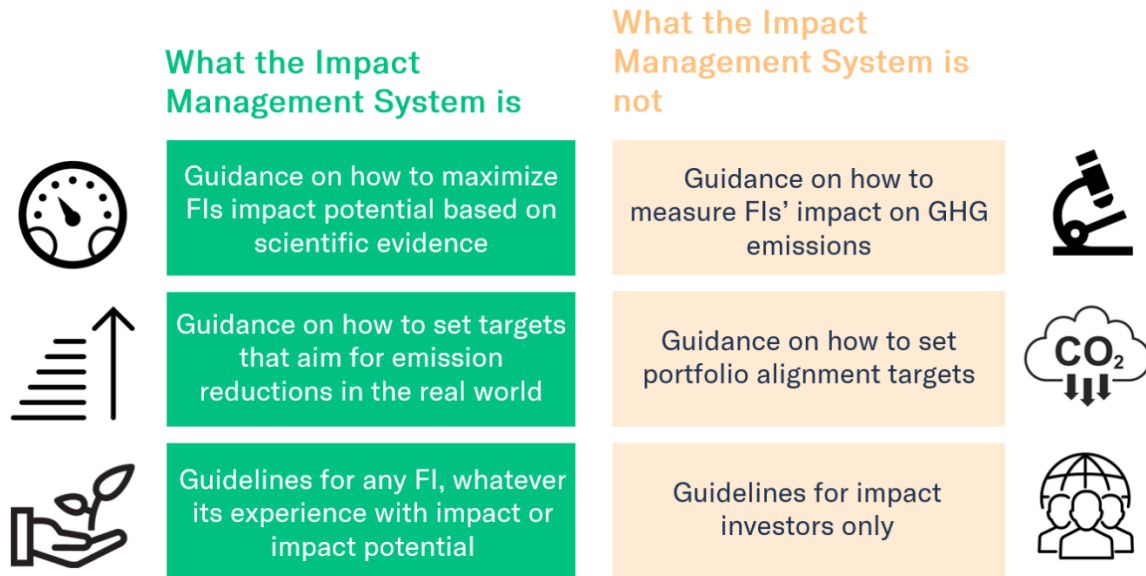 What the Impact
Management System is
What the Impact
Management System is
not
Guidance on how to maximize
FIs impact potential based on
scientific evidence
Guidance on how to
measure FIs' impact on GHG
emissions
Guidance on how to set targets
that aim for emission
reductions in the real world
Guidance on how to set
portfolio alignment targets
CO₂
Guidelines for any FI, whatever
its experience with impact or
impact potential
Guidelines for impact
investors only